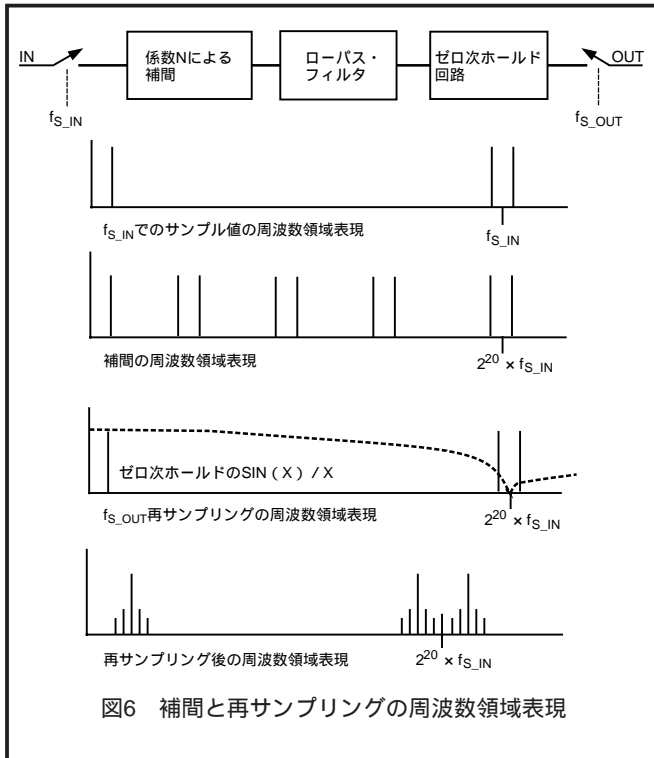 IN
係数Nによる
補間
ローパス・
フィルタ
ゼロ次ホールド
回路
OUT
fS_IN
fS_OUT
fS_INでのサンプル値の周波数領域表現
fS_IN
補間の周波数領域表現
2^20 × fS_IN
ゼロ次ホールドのSIN(X)/X
fS_OUT再サンプリングの周波数領域表現
2^20 × fS_IN
再サンプリング後の周波数領域表現
2^20 × fS_IN
図6 補間と再サンプリングの周波数領域表現